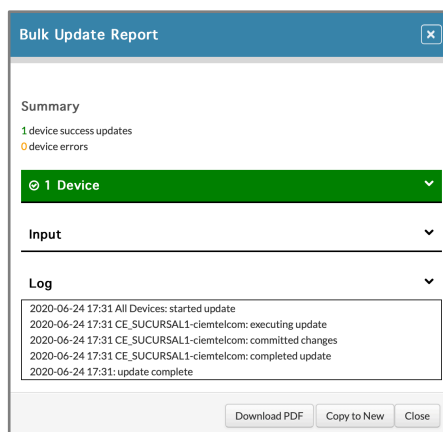 Bulk Update Report
Summary
1 device success updates
0 device errors
1 Device
Input
Log
2020-06-24 17:31 All Devices: started update
2020-06-24 17:31 CE_SUCURSAL1-ciemtelcom: executing update
2020-06-24 17:31 CE_SUCURSAL1-ciemtelcom: committed changes
2020-06-24 17:31 CE_SUCURSAL1-ciemtelcom: completed update
2020-06-24 17:31: update complete
Download PDF Copy to New Close